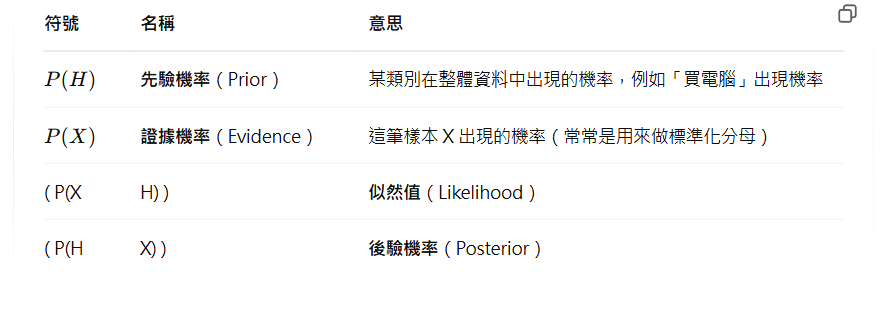 符號 名稱 意思
P(H) 先驗機率（Prior） 某類別在整體資料中出現的機率，例如「買電腦」出現機率
P(X) 證據機率（Evidence） 這筆樣本 X 出現的機率（常常是用來做標準化分母）
( P(X H) ) 似然值（Likelihood）
( P(H X) ) 後驗機率（Posterior）